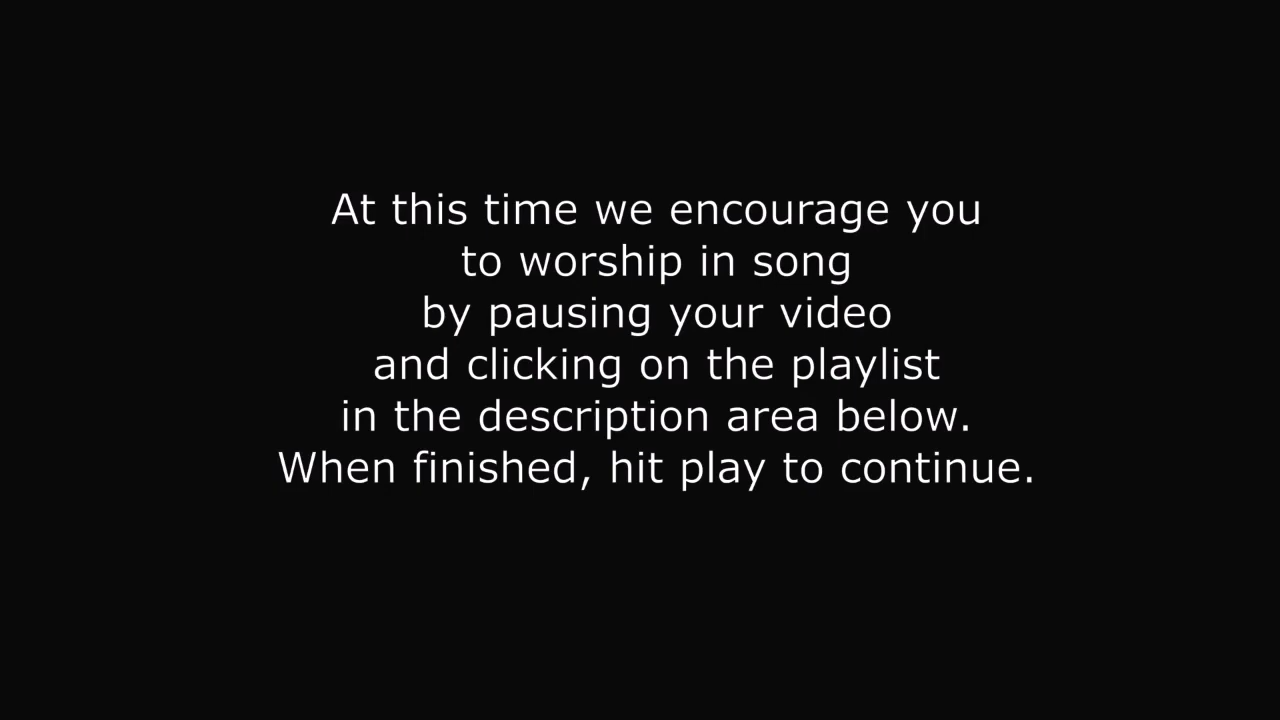 At this time we encourage you
to worship in song
by pausing your video
and clicking on the playlist
in the description area below.
When finished, hit play to continue.